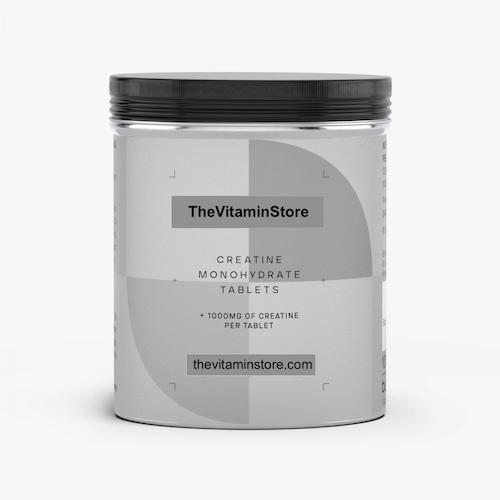 TheVitaminStore
CREATINE
MONOHYDRATE
TABLETS
+ 1000MG OF CREATINE
PER TABLET
thevitaminstore.com